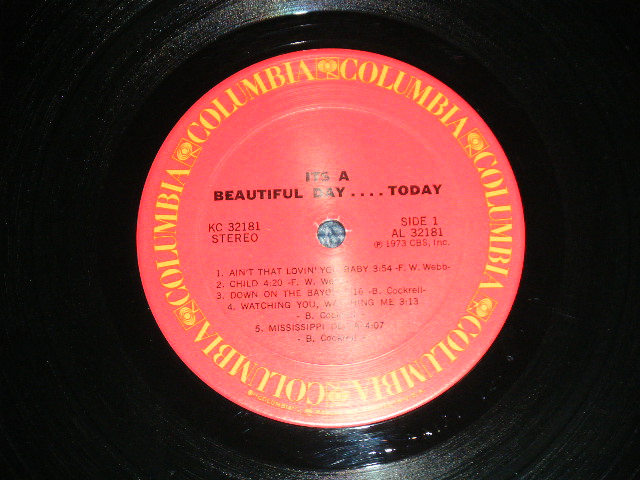 COLUMBIA COLUMBIA COLUMBIA COLUMBIA COLUMBIA COLUMBIA
ITS A
BEAUTIFUL DAY .... TODAY
KC 32181
STEREO
SIDE 1
AL 32181
℗ 1973 CBS, Inc.
1. AIN'T THAT LOVIN' YOU BABY 3:54 -F. W. Webb-
2. CHILD 4:20 -F. W.
3. DOWN ON THE -B. Cockrell-
4. WATCHING YOU, WATCHING ME 3:13
- B.
5. MISSISSIPPI 4:07
- B. Cockrell -